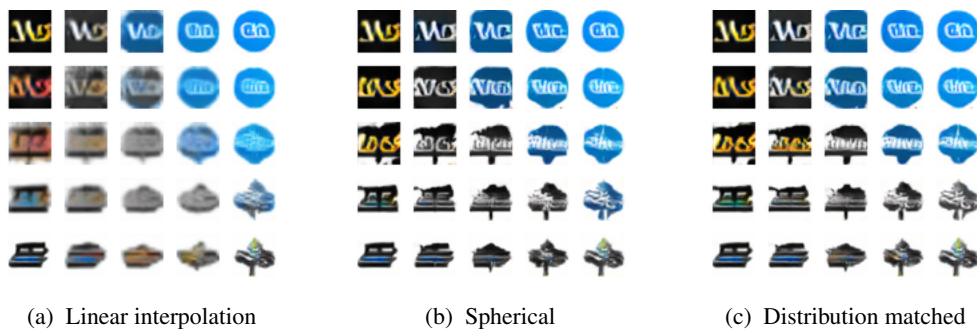 (a) Linear interpolation
(b) Spherical
(c) Distribution matched